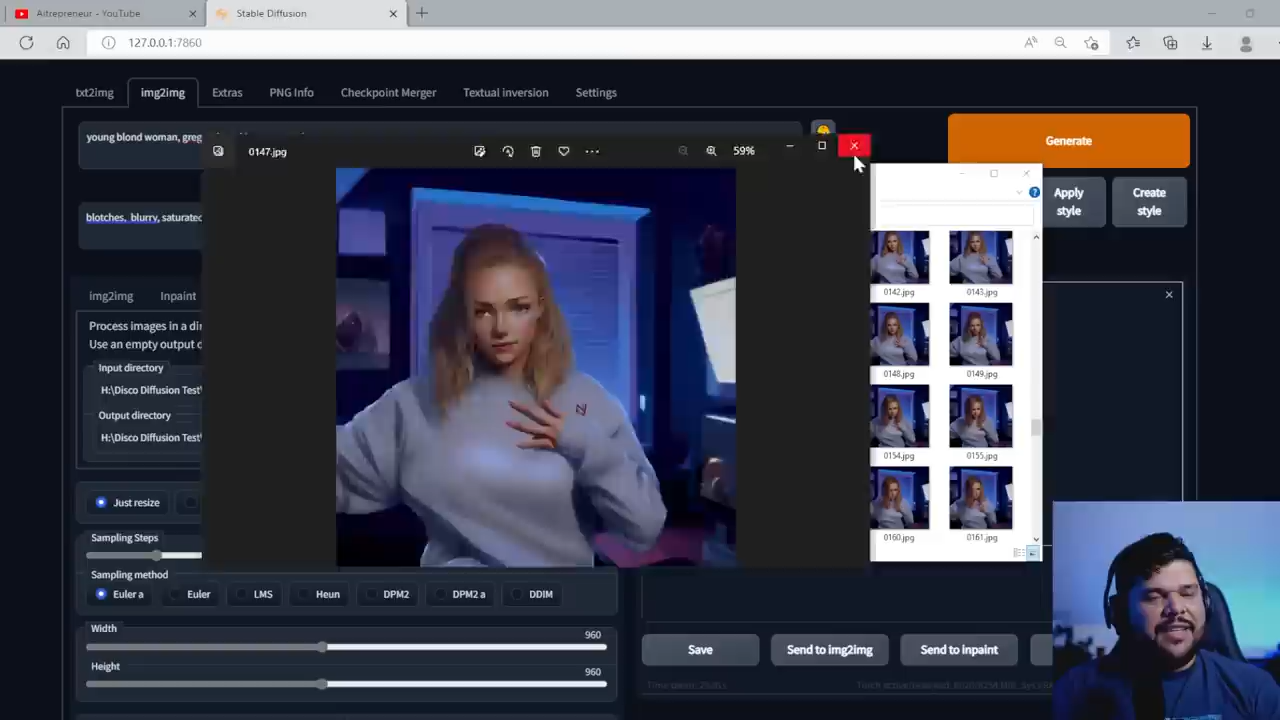 Aitrepreneur - YouTube
Stable Diffusion
127.0.0.1:7860
txt2img
img2img
Extras
PNG Info
Checkpoint Merger
Textual inversion
Settings
young blond woman, greg
Generate
0147.jpg
59%
blotches, blurry, saturated
Apply style
Create style
0142.jpg
0143.jpg
img2img
Inpaint
Process images in a dir
Use an empty output d
Input directory
H:\Disco Diffusion Test\
Output directory
H:\Disco Diffusion Test\
0148.jpg
0149.jpg
0154.jpg
0155.jpg
Just resize
0160.jpg
0161.jpg
Sampling Steps
Sampling method
Euler a
Euler
LMS
Heun
DPM2
DPM2 a
DDIM
Width
960
Height
960
Save
Send to img2img
Send to inpaint